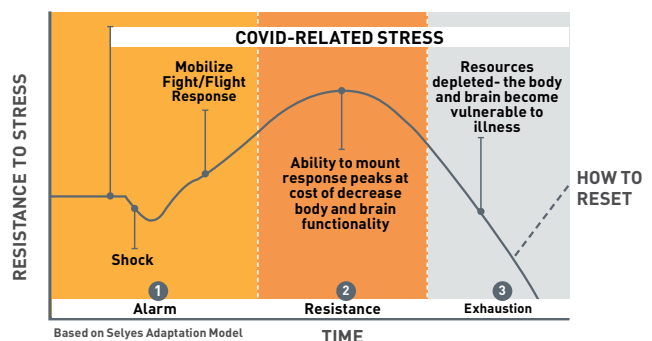 COVID-RELATED STRESS
Mobilize
Fight/Flight
Response
Resources
depleted- the body
and brain become
vulnerable to
illness
RESISTANCE TO STRESS
HOW TO
RESET
Ability to mount
response peaks at
cost of decrease
body and brain
functionality
Shock
1
2
3
Alarm
Resistance
Exhaustion
Based on Selyes Adaptation Model
TIME